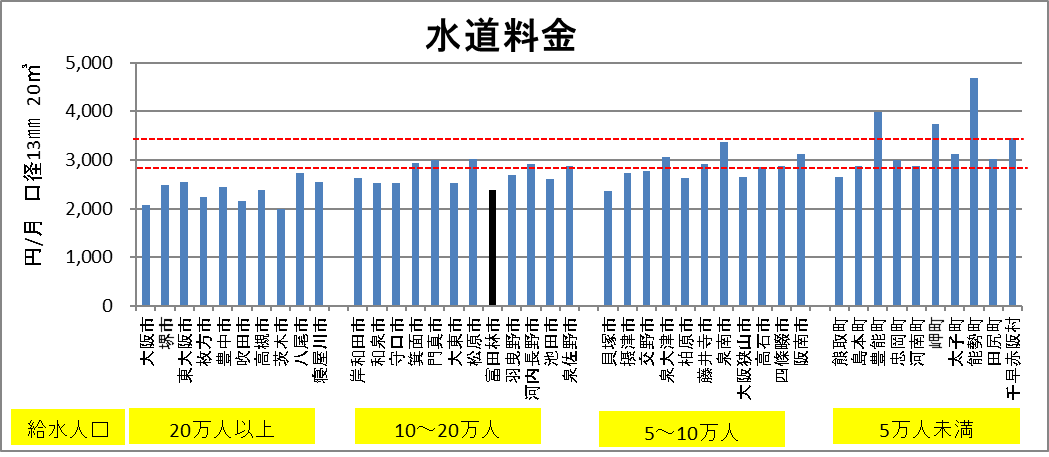 水道料金
円/月 口径13mm 20㎥
5,000
4,000
3,000
2,000
1,000
0
大阪市
堺市
東大阪市
枚方市
豊中市
吹田市
高槻市
茨木市
八尾市
寝屋川市
岸和田市
和泉市
守口市
箕面市
門真市
大東市
松原市
富田林市
羽曳野市
河内長野市
池田市
泉佐野市
貝塚市
摂津市
交野市
泉大津市
柏原市
藤井寺市
泉南市
大阪狭山市
高石市
四條畷市
阪南市
熊取町
島本町
豊能町
忠岡町
河南町
岬町
太子町
能勢町
田尻町
千早赤阪村
給水人口
20万人以上
10～20万人
5～10万人
5万人未満